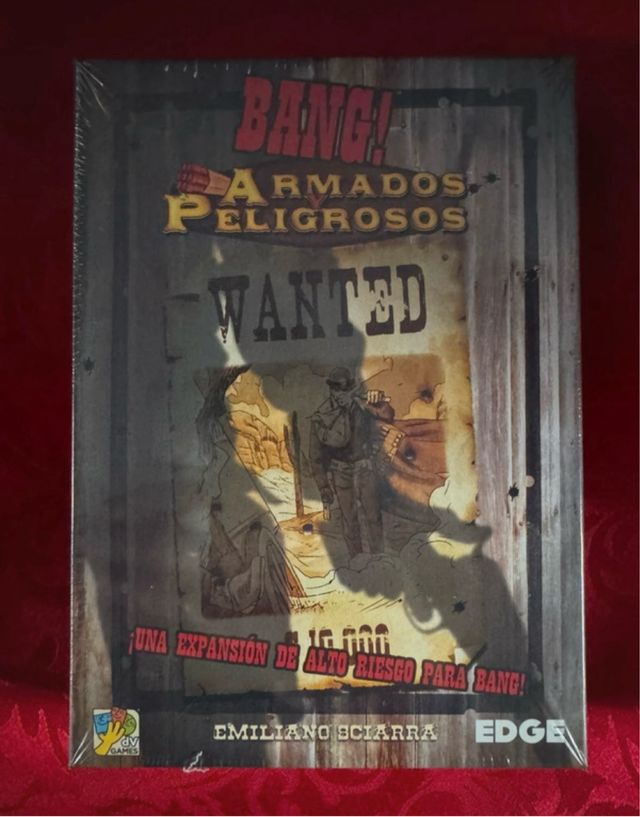 BANG!
ARMADOS
Y
PELIGROSOS
WANTED
¡UNA EXPANSIÓN DE ALTO RIESGO PARA BANG!
EMILIANO SCIARRA
EDGE
dV
GAMES